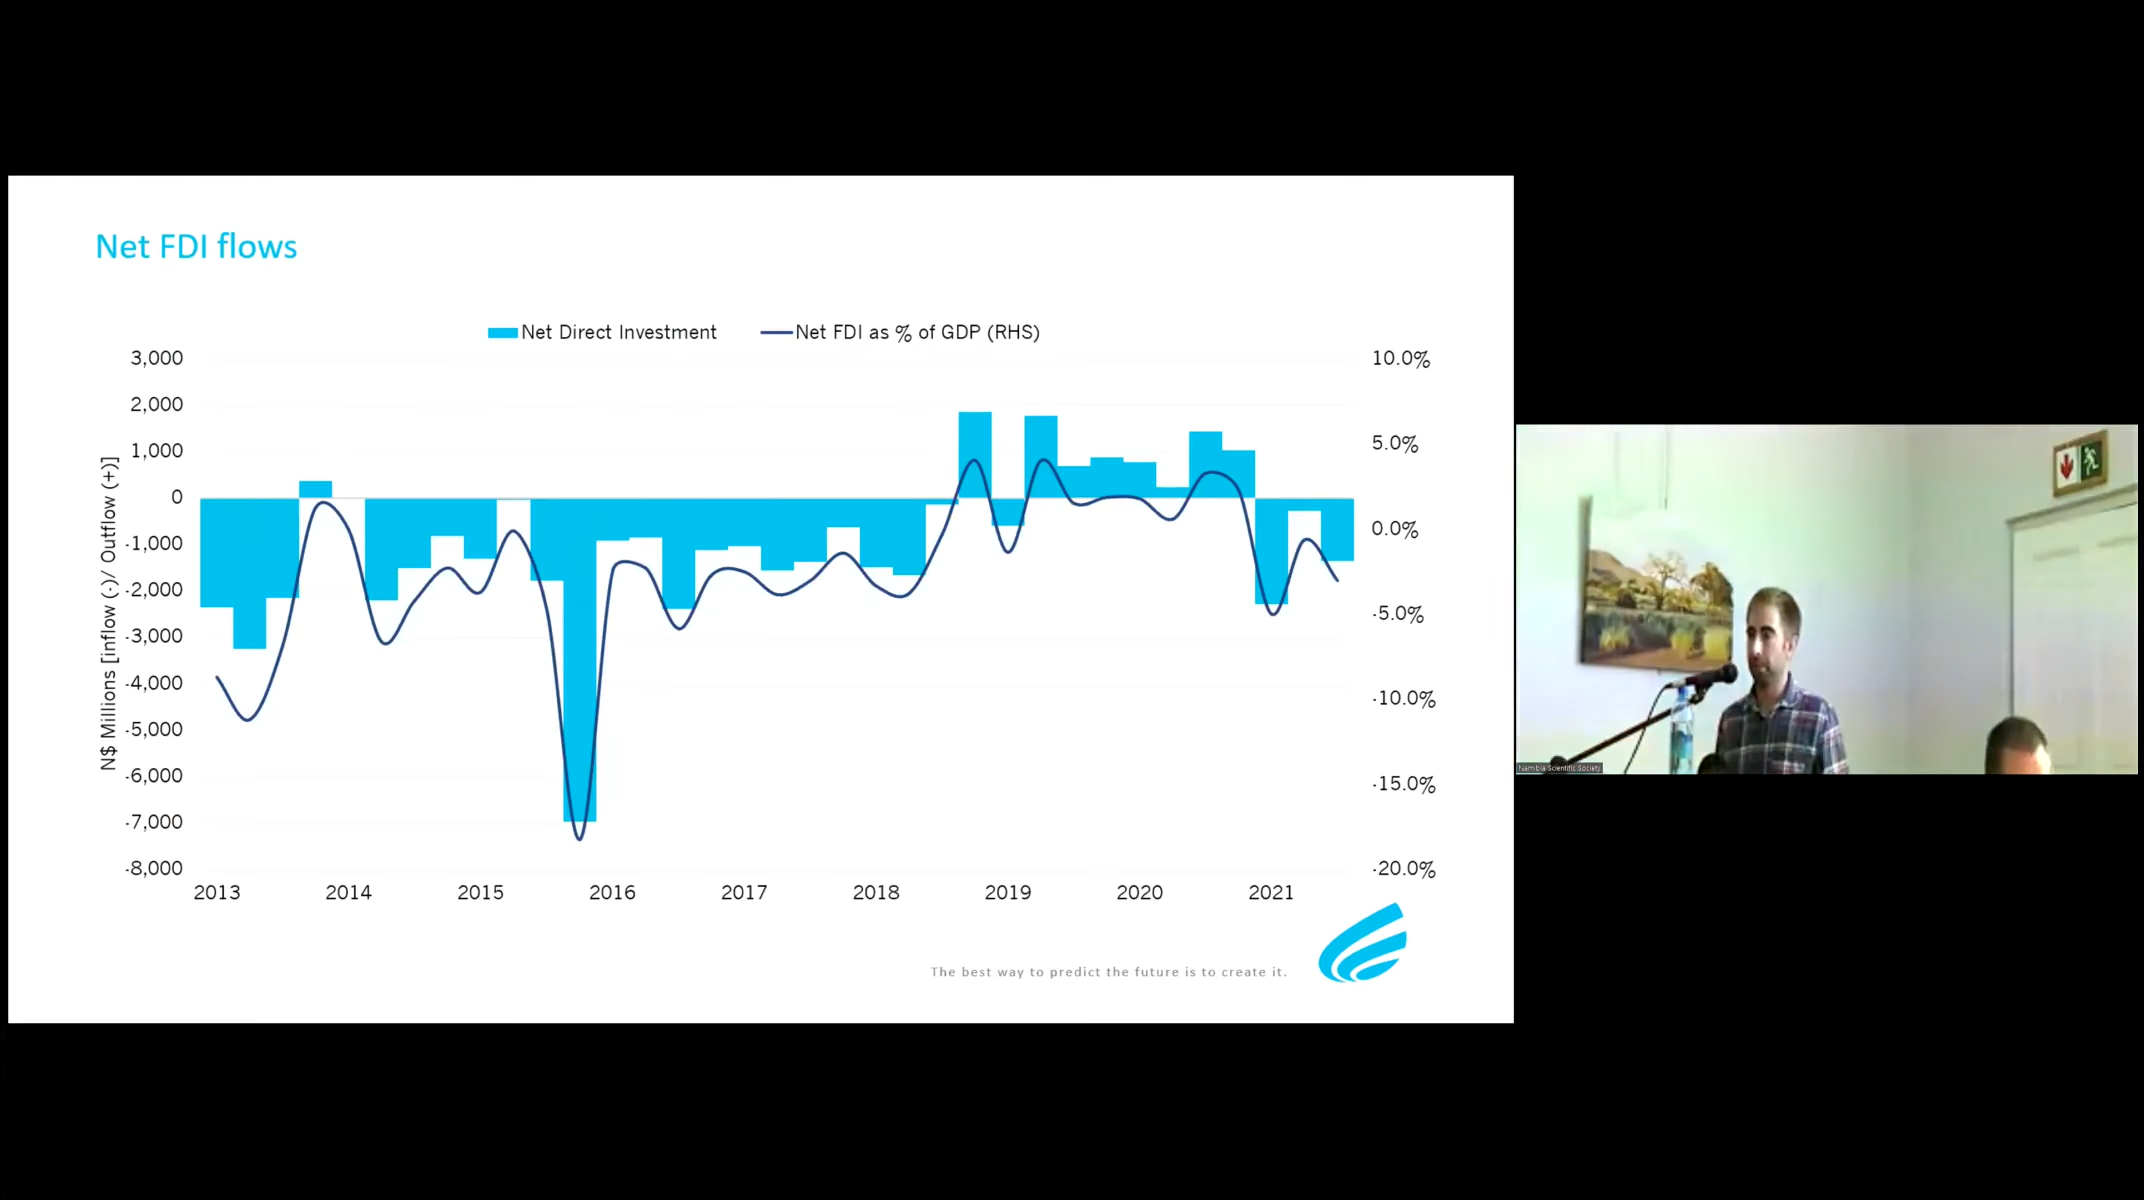 Net FDI flows
Net Direct Investment
Net FDI as % of GDP (RHS)
N$ Millions [inflow (-)/ Outflow (+)]
3,000
2,000
1,000
0
-1,000
-2,000
-3,000
-4,000
-5,000
-6,000
-7,000
-8,000
10.0%
5.0%
0.0%
-5.0%
-10.0%
-15.0%
-20.0%
2013 2014 2015 2016 2017 2018 2019 2020 2021
The best way to predict the future is to create it.
Namibia Scientific Society